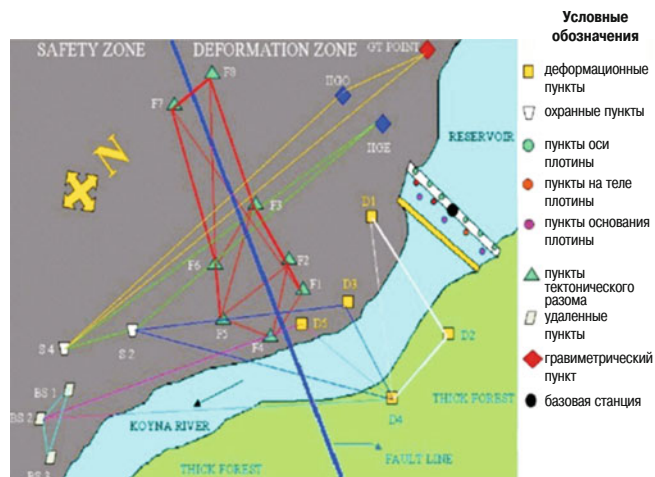 Условные
обозначения
деформационные
пункты
охранные пункты
пункты оси
плотины
пункты на теле
плотины
пункты основания
плотины
пункты
тектонического
разома
удаленные
пункты
гравиметрический
пункт
базовая станция
SAFETY ZONE
DEFORMATION ZONE
GT POINT
F8
F7
IIGO
IIGE
RESERVOIR
N
F3
D1
F6
F2
F1
D3
F5
D5
F4
S 4
S 2
D2
BS 1
BS 2
BS 3
D4
THICK FOREST
KOYNA RIVER
FAULT LINE
THICK FOREST